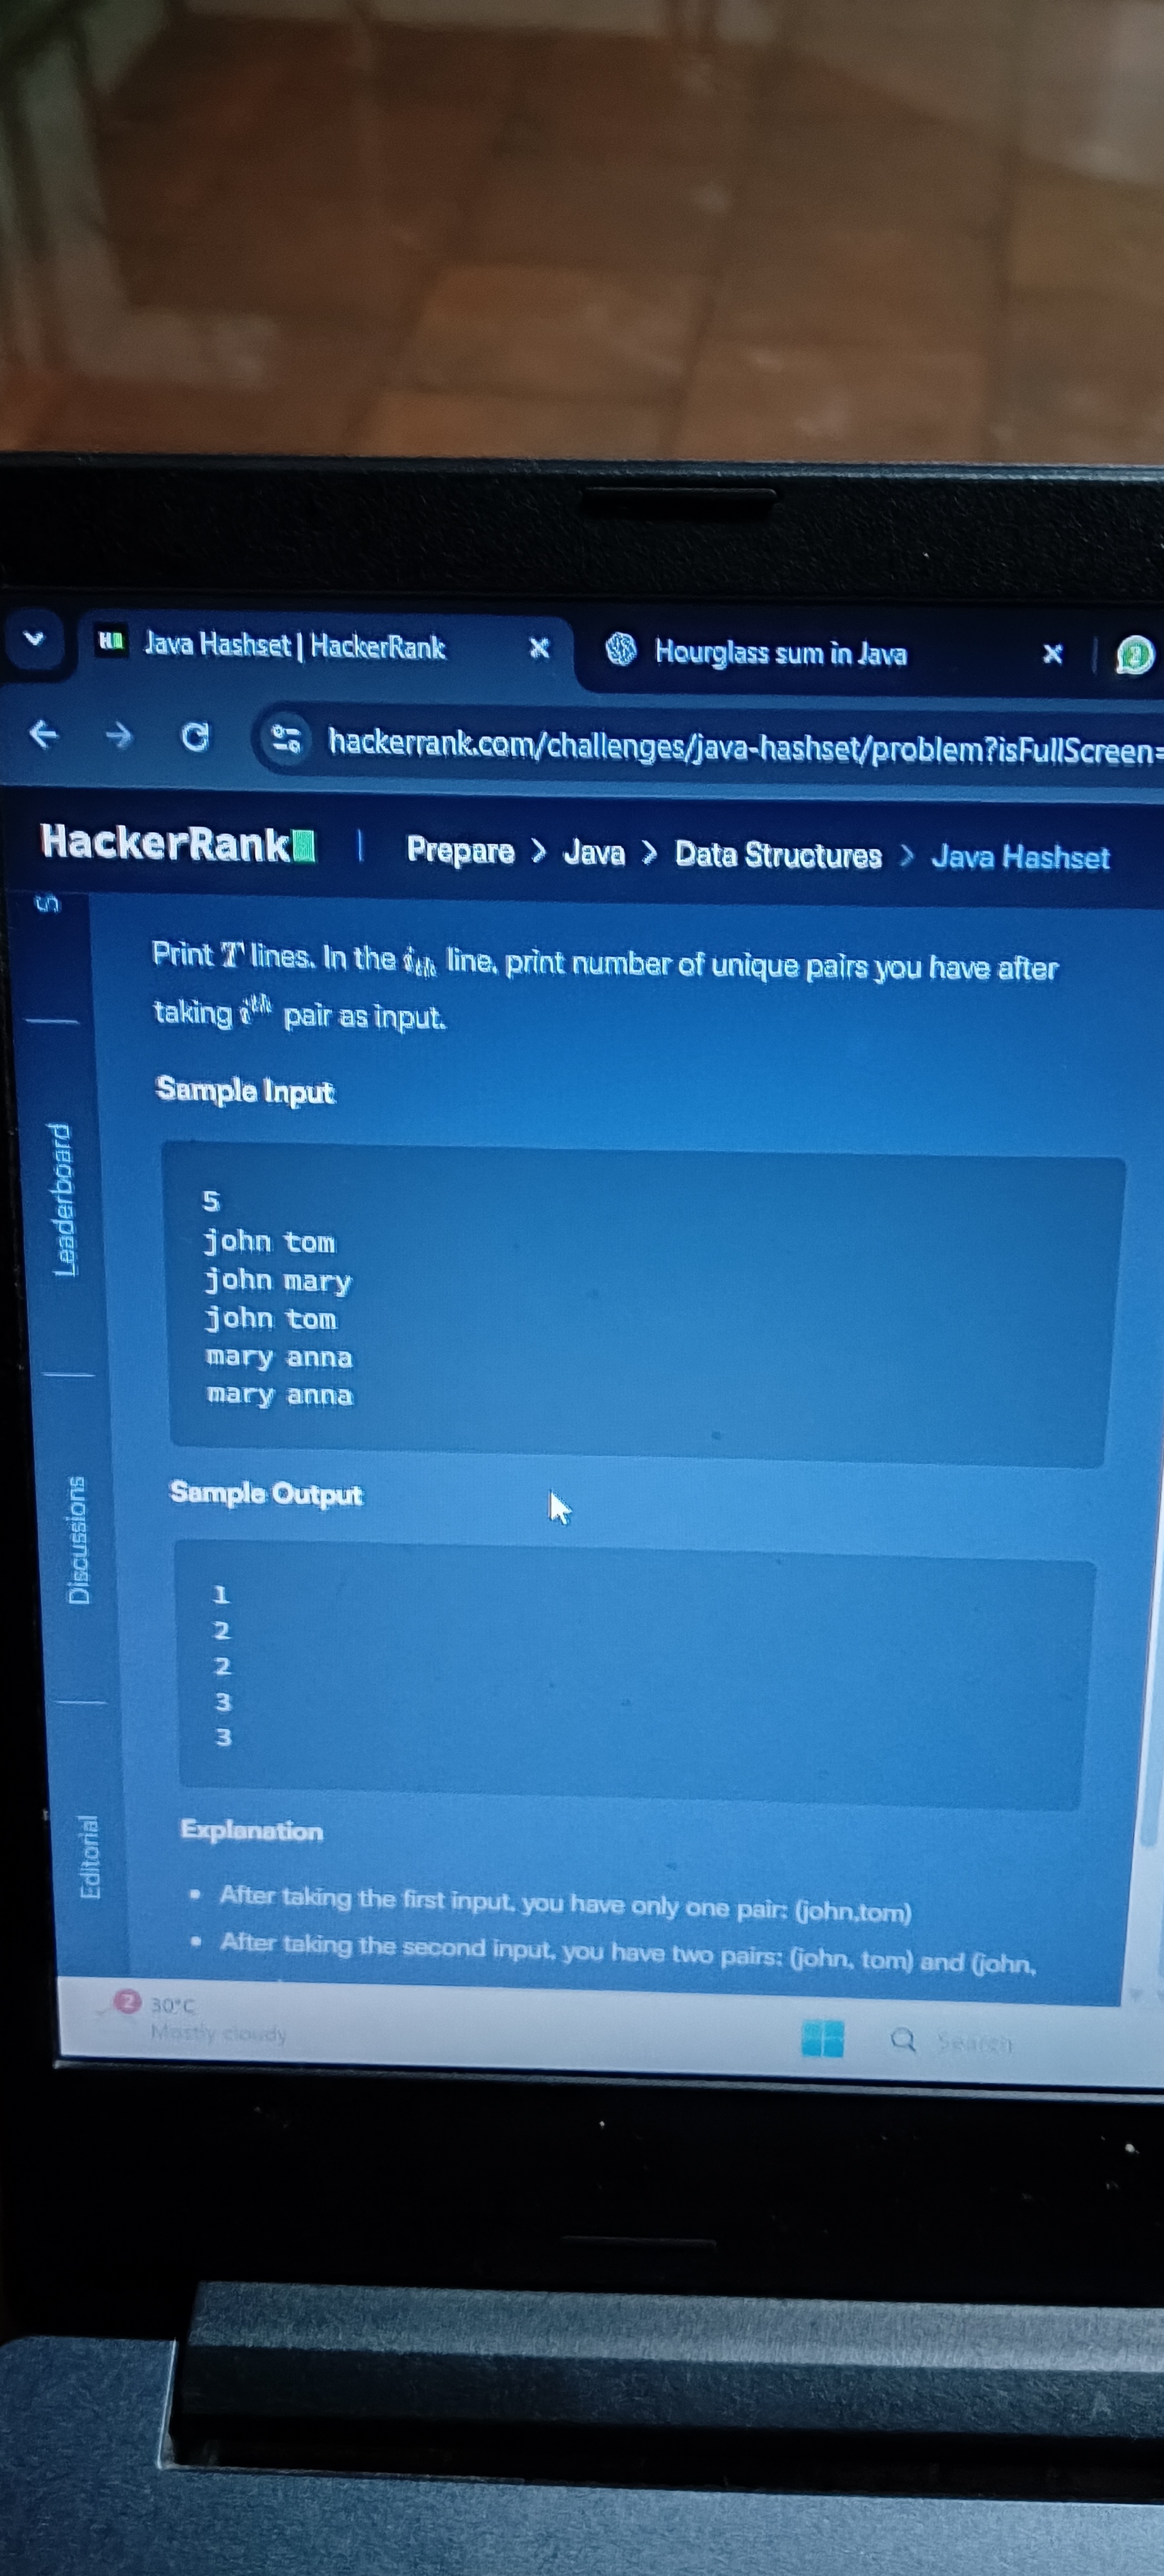 Java Hashset | HackerRank
Hourglass sum in Java
2
hackerrank.com/challenges/java-hashset/problem?isFullScreen=
HackerRank | Prepare > Java > Data Structures > Java Hashset
s
Print T lines. In the i_th line, print number of unique pairs you have after
taking i^th pair as input.
Sample Input
5
john tom
john mary
john tom
mary anna
mary anna
Leaderboard
Sample Output
1
2
2
3
3
Discussions
Explanation
Editorial
• After taking the first input, you have only one pair: (john,tom)
• After taking the second input, you have two pairs: (john, tom) and (john,
2
30°C
Mostly cloudy
Search